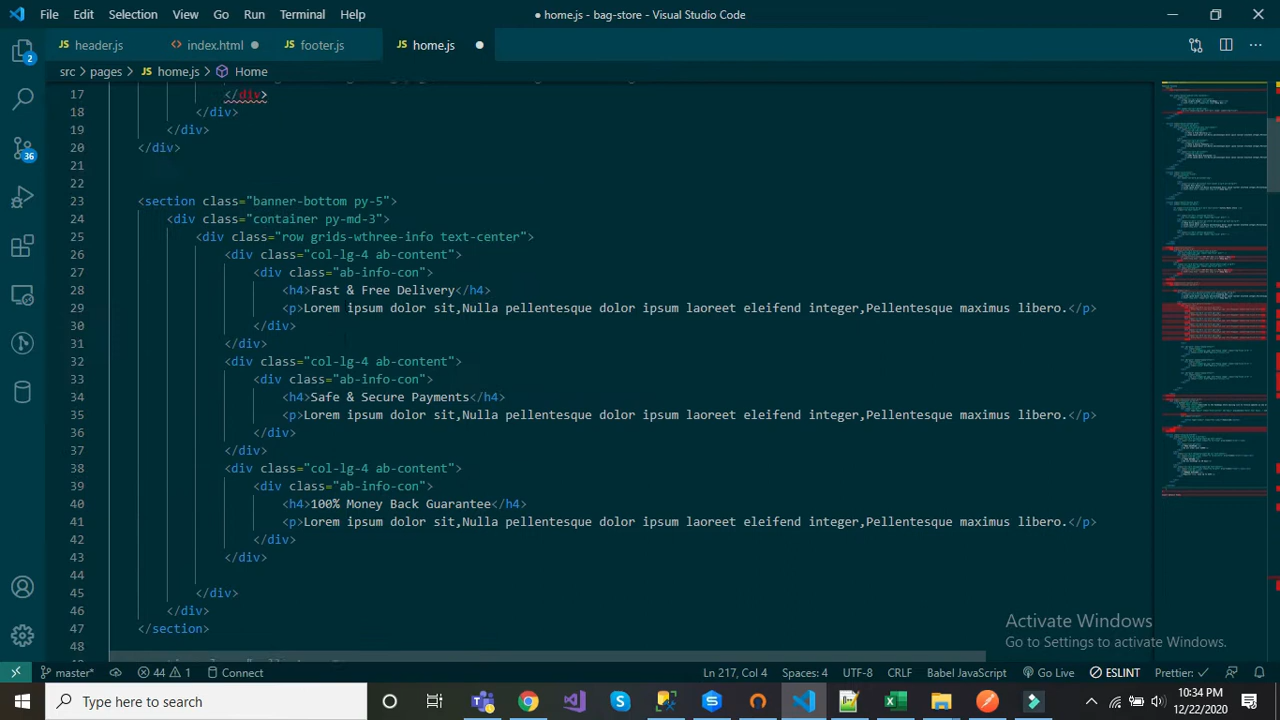 File Edit Selection View Go Run Terminal Help
● home.js - bag-store - Visual Studio Code
JS header.js <> index.html ● JS footer.js JS home.js ●
src > pages > JS home.js > Home
17 </div>
18 </div>
19 </div>
20 </div>
21
22
23 <section class="banner-bottom py-5">
24 <div class="container py-md-3">
25 <div class="row grids-wthree-info text-center">
26 <div class="col-lg-4 ab-content">
27 <div class="ab-info-con">
28 <h4>Fast & Free Delivery</h4>
29 <p>Lorem ipsum dolor sit,Nulla pellentesque dolor ipsum laoreet eleifend integer,Pellentesque maximus libero.</p>
30 </div>
31 </div>
32 <div class="col-lg-4 ab-content">
33 <div class="ab-info-con">
34 <h4>Safe & Secure Payments</h4>
35 <p>Lorem ipsum dolor sit,Nulla pellentesque dolor ipsum laoreet eleifend integer,Pellentesque maximus libero.</p>
36 </div>
37 </div>
38 <div class="col-lg-4 ab-content">
39 <div class="ab-info-con">
40 <h4>100% Money Back Guarantee</h4>
41 <p>Lorem ipsum dolor sit,Nulla pellentesque dolor ipsum laoreet eleifend integer,Pellentesque maximus libero.</p>
42 </div>
43 </div>
44
45 </div>
46 </div>
47 </section>
48
Activate Windows
Go to Settings to activate Windows.
2
36
master* 44 1 Connect Ln 217, Col 4 Spaces: 4 UTF-8 CRLF Babel JavaScript Go Live ESLINT Prettier: ✓
Type here to search
10:34 PM
12/22/2020